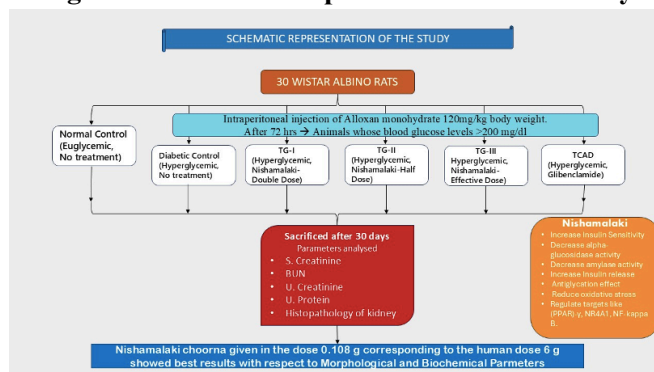 SCHEMATIC REPRESENTATION OF THE STUDY
30 WISTAR ALBINO RATS
Intraperitoneal injection of Alloxan monohydrate 120mg/kg body weight.
After 72 hrs → Animals whose blood glucose levels >200 mg/dl
Normal Control
(Euglycemic,
No treatment)
Diabetic Control
(Hyperglycemic,
No treatment)
TG-I
(Hyperglycemic,
Nishamalaki-
Double Dose)
TG-II
(Hyperglycemic,
Nishamalaki-Half
Dose)
TG-III
Hyperglycemic,
Nishamalaki-
Effective Dose)
TCAD
(Hyperglycemic,
Glibenclamide)
Sacrificed after 30 days
Parameters analysed
• S. Creatinine
• BUN
• U. Creatinine
• U. Protein
• Histopathology of kidney
Nishamalaki
• Increase Insulin Sensitivity
• Decrease alpha-
glucosidase activity
• Decrease amylase activity
• Increase Insulin release
• Antiglycation effect
• Reduce oxidative stress
• Regulate targets like
(PPAR)-γ, NR4A1, NF-kappa
B.
Nishamalaki choorna given in the dose 0.108 g corresponding to the human dose 6 g
showed best results with respect to Morphological and Biochemical Parmeters